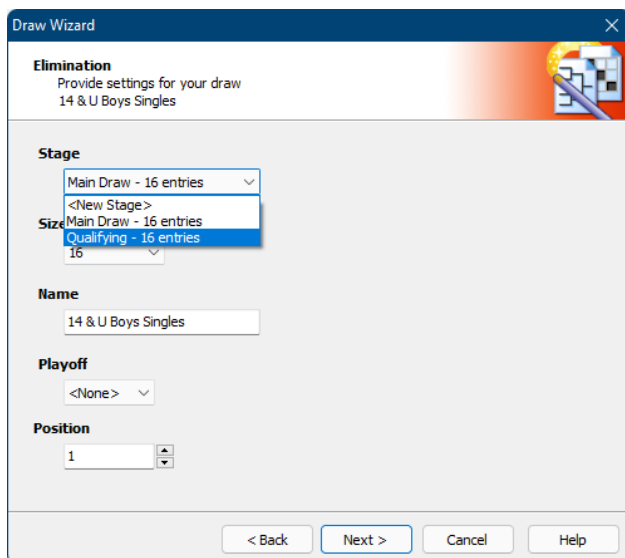 Draw Wizard
Elimination
Provide settings for your draw
14 & U Boys Singles
Stage
Main Draw - 16 entries
<New Stage>
Main Draw - 16 entries
Qualifying - 16 entries
Size
16
Name
14 & U Boys Singles
Playoff
<None>
Position
1
< Back Next > Cancel Help